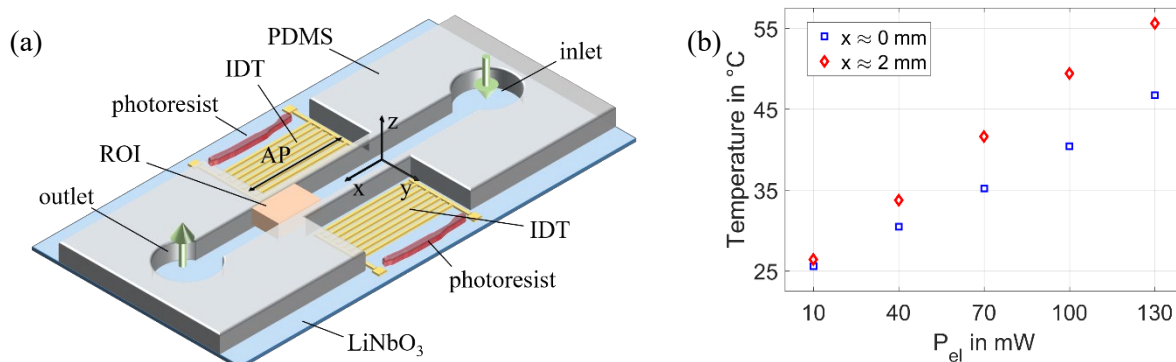 (a)
PDMS
inlet
IDT
photoresist
z
AP
ROI
x
y
outlet
IDT
photoresist
LiNbO3
(b)
Temperature in °C
55
45
35
25
x ≈ 0 mm
x ≈ 2 mm
10 40 70 100 130
Pel in mW